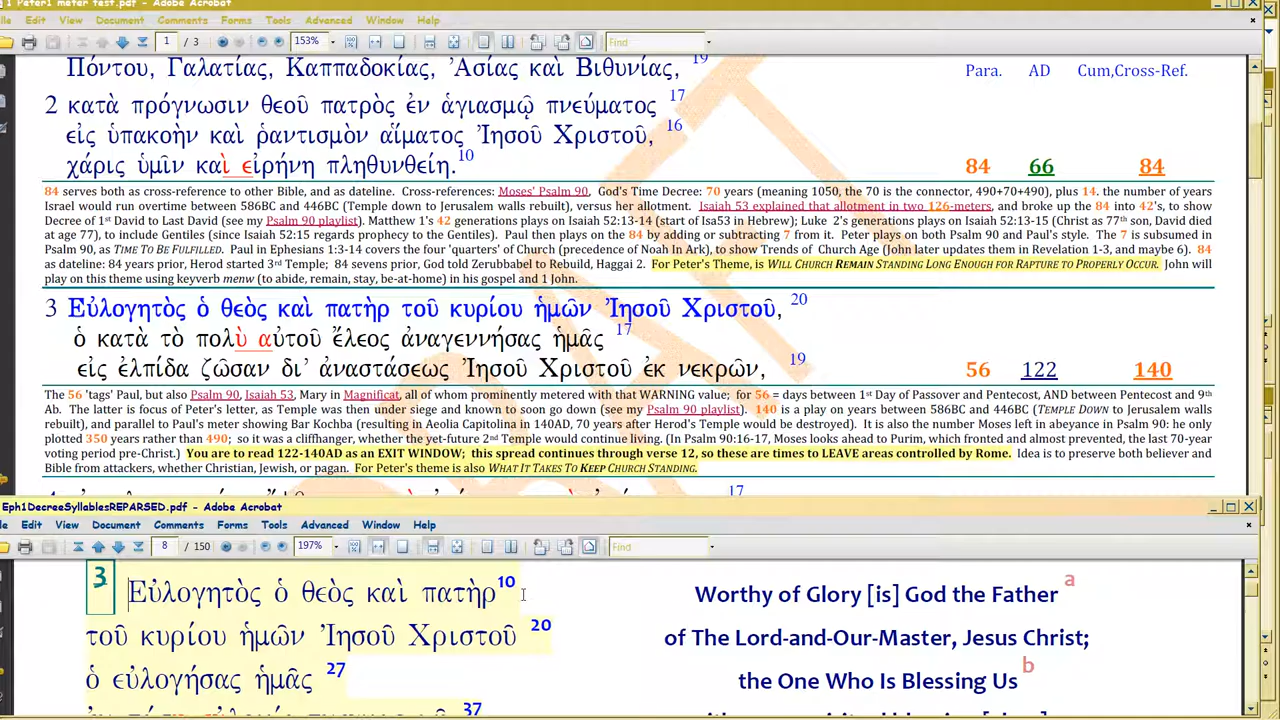 1 Peter1 meter test.pdf - Adobe Acrobat
Edit View Document Comments Forms Tools Advanced Window Help
1 / 3 153% Find
Πόντου, Γαλατίας, Καππαδοκίας, Ἀσίας καὶ Βιθυνίας, 19 Para. AD Cum,Cross-Ref.
2 κατὰ πρόγνωσιν θεοῦ πατρὸς ἐν ἁγιασμῷ πνεύματος 17
εἰς ὑπακοὴν καὶ ῥαντισμὸν αἵματος Ἰησοῦ Χριστοῦ, 16
χάρις ὑμῖν καὶ εἰρήνη πληθυνθείη. 10 84 66 84
84 serves both as cross-reference to other Bible, and as dateline. Cross-references: Moses' Psalm 90, God's Time Decree: 70 years (meaning 1050, the 70 is the connector, 490+70+490), plus 14. the number of years
Israel would run overtime between 586BC and 446BC (Temple down to Jerusalem walls rebuilt), versus her allotment. Isaiah 53 explained that allotment in two 126-meters, and broke up the 84 into 42's, to show
Decree of 1st David to Last David (see my Psalm 90 playlist). Matthew 1's 42 generations plays on Isaiah 52:13-14 (start of Isa53 in Hebrew); Luke 2's generations plays on Isaiah 52:13-15 (Christ as 77th son, David died
at age 77), to include Gentiles (since Isaiah 52:15 regards prophecy to the Gentiles). Paul then plays on the 84 by adding or subtracting 7 from it. Peter plays on both Psalm 90 and Paul's style. The 7 is subsumed in
Psalm 90, as TIME TO BE FULFILLED. Paul in Ephesians 1:3-14 covers the four 'quarters' of Church (precedence of Noah In Ark), to show Trends of Church Age (John later updates them in Revelation 1-3, and maybe 6). 84
as dateline: 84 years prior, Herod started 3rd Temple; 84 sevens prior, God told Zerubbabel to Rebuild, Haggai 2. For Peter's Theme, is WILL CHURCH REMAIN STANDING LONG ENOUGH FOR RAPTURE TO PROPERLY OCCUR. John will
play on this theme using keyverb menw (to abide, remain, stay, be-at-home) in his gospel and 1 John.
3 Εὐλογητὸς ὁ θεὸς καὶ πατὴρ τοῦ κυρίου ἡμῶν Ἰησοῦ Χριστοῦ, 20
ὁ κατὰ τὸ πολὺ αὐτοῦ ἔλεος ἀναγεννήσας ἡμᾶς 17
εἰς ἐλπίδα ζῶσαν δι' ἀναστάσεως Ἰησοῦ Χριστοῦ ἐκ νεκρῶν, 19 56 122 140
The 56 'tags' Paul, but also Psalm 90, Isaiah 53, Mary in Magnificat, all of whom prominently metered with that WARNING value; for 56 = days between 1st Day of Passover and Pentecost, AND between Pentecost and 9th
Ab. The latter is focus of Peter's letter, as Temple was then under siege and known to soon go down (see my Psalm 90 playlist). 140 is a play on years between 586BC and 446BC (TEMPLE DOWN to Jerusalem walls
rebuilt), and parallel to Paul's meter showing Bar Kochba (resulting in Aeolia Capitolina in 140AD, 70 years after Herod's Temple would be destroyed). It is also the number Moses left in abeyance in Psalm 90: he only
plotted 350 years rather than 490; so it was a cliffhanger, whether the yet-future 2nd Temple would continue living. (In Psalm 90:16-17, Moses looks ahead to Purim, which fronted and almost prevented, the last 70-year
voting period pre-Christ.) You are to read 122-140AD as an EXIT WINDOW; this spread continues through verse 12, so these are times to LEAVE areas controlled by Rome. Idea is to preserve both believer and
Bible from attackers, whether Christian, Jewish, or pagan. For Peter's theme is also WHAT IT TAKES TO KEEP CHURCH STANDING.
17
Eph1DecreeSyllablesREPARSED.pdf - Adobe Acrobat
Edit View Document Comments Forms Tools Advanced Window Help
8 / 150 197% Find
3 Εὐλογητὸς ὁ θεὸς καὶ πατὴρ 10 Worthy of Glory [is] God the Father a
τοῦ κυρίου ἡμῶν Ἰησοῦ Χριστοῦ 20 of The Lord-and-Our-Master, Jesus Christ;
ὁ εὐλογήσας ἡμᾶς 27 the One Who Is Blessing Us b
37